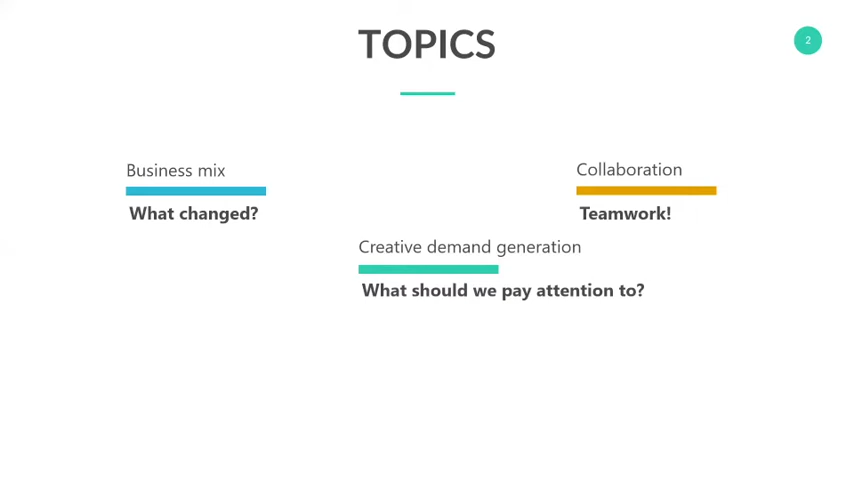 TOPICS
2
Business mix
What changed?
Collaboration
Teamwork!
Creative demand generation
What should we pay attention to?